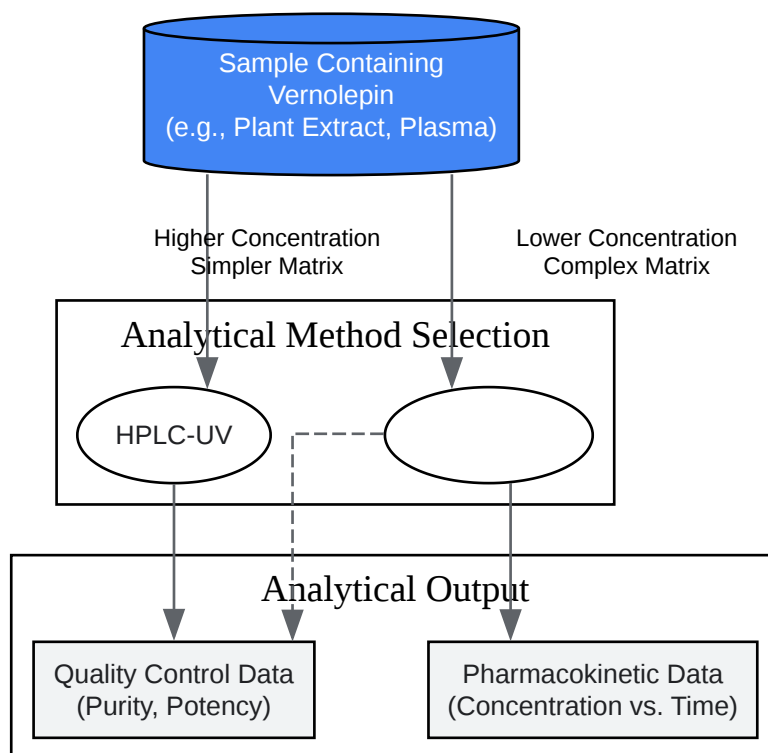 Sample Containing
Vernolepin
(e.g., Plant Extract, Plasma)
Higher Concentration
Simpler Matrix
Lower Concentration
Complex Matrix
Analytical Method Selection
HPLC-UV
Analytical Output
Quality Control Data
(Purity, Potency)
Pharmacokinetic Data
(Concentration vs. Time)